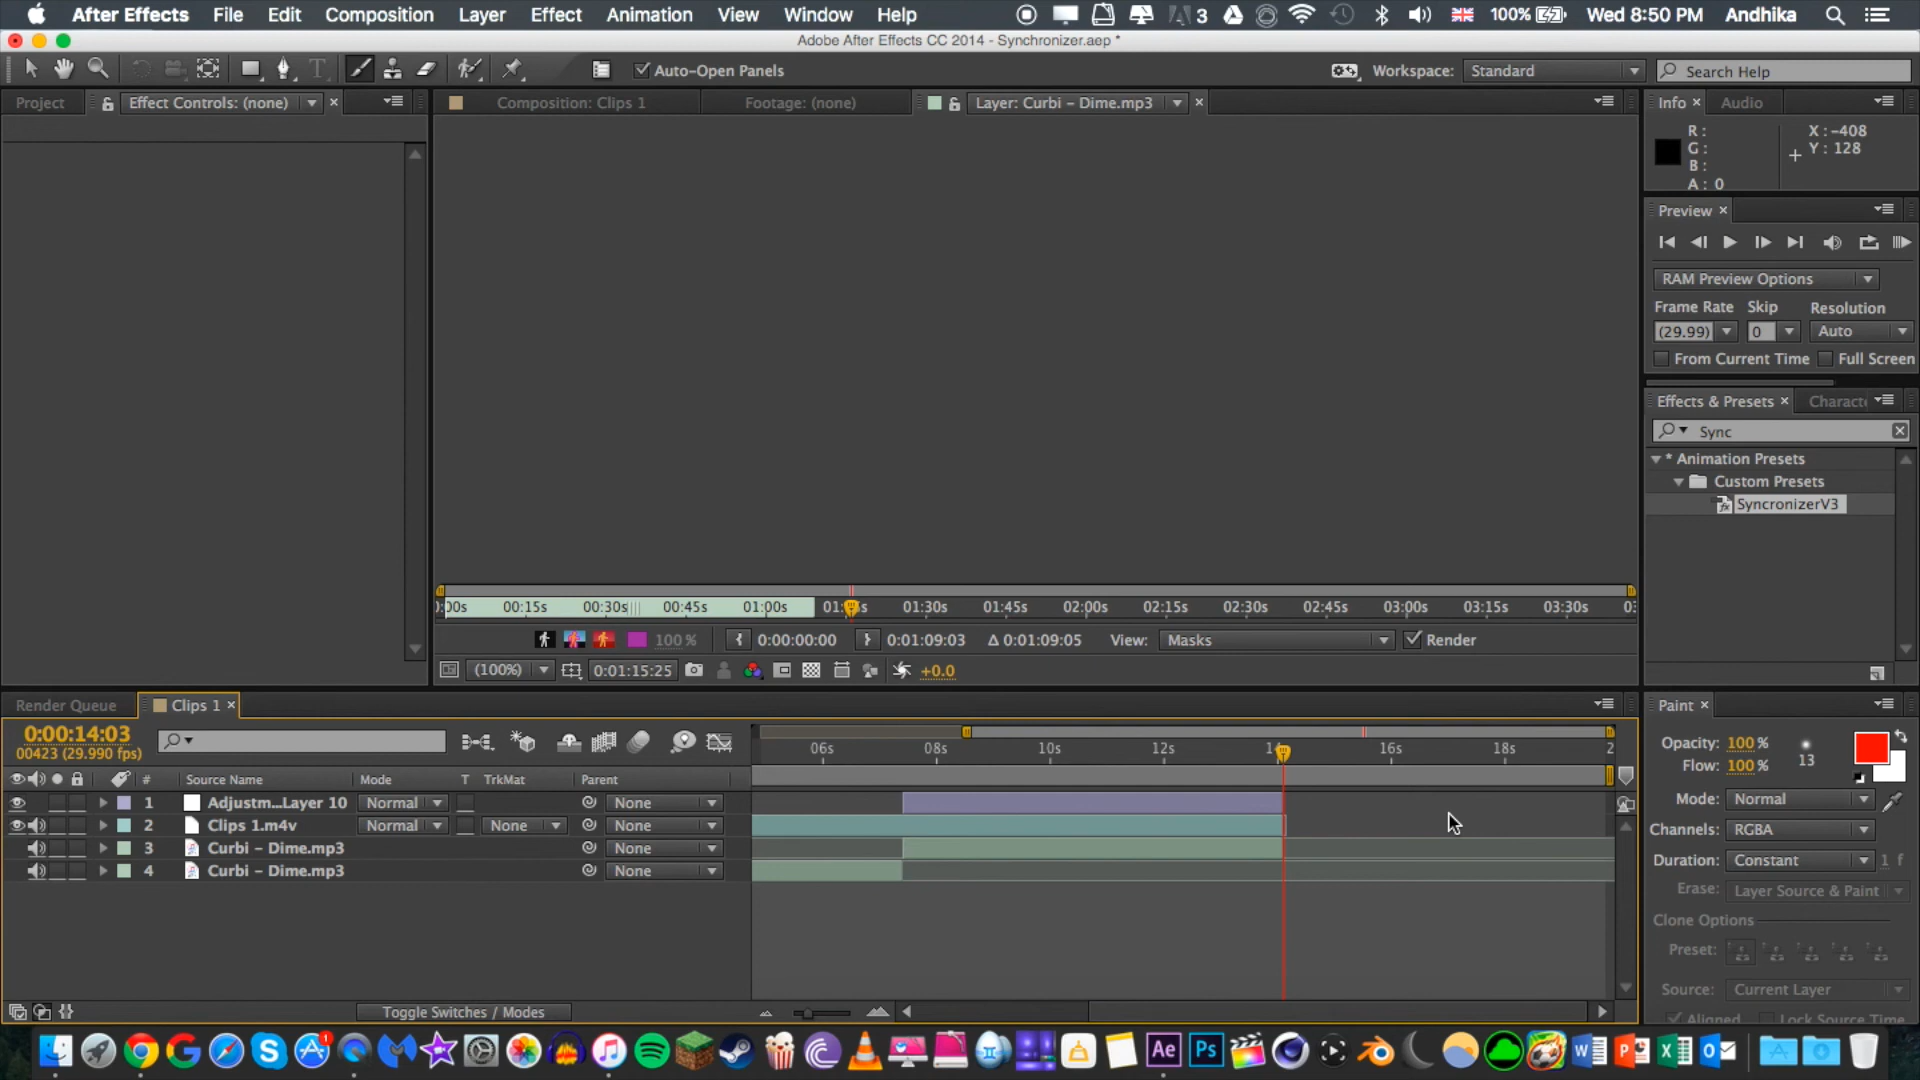 After Effects File Edit Composition Layer Effect Animation View Window Help 3 100% Wed 8:50 PM Andhika
Adobe After Effects CC 2014 - Synchronizer.aep *
T Auto-Open Panels Workspace: Standard Search Help
Project Effect Controls: (none) × Composition: Clips 1 Footage: (none) Layer: Curbi – Dime.mp3 × Info × Audio
R: X: -408
G: + Y: 128
B:
A: 0
Preview ×
RAM Preview Options
Frame Rate Skip Resolution
(29.99) 0 Auto
From Current Time Full Screen
Effects & Presets ×
Sync
* Animation Presets
Custom Presets
SyncronizerV3
00s 00:15s 00:30s 00:45s 01:00s 01:30s 01:45s 02:00s 02:15s 02:30s 02:45s 03:00s 03:15s 03:30s
100 % 0:00:00:00 0:01:09:03 Δ 0:01:09:05 View: Masks Render
(100%) 0:01:15:25 +0.0
Render Queue Clips 1 × Paint ×
0:00:14:03
00423 (29.990 fps)
06s 08s 10s 12s 16s 18s 2
# Source Name Mode T TrkMat Parent
1 Adjustm...Layer 10 Normal None
2 Clips 1.m4v Normal None None
3 Curbi – Dime.mp3 None
4 Curbi – Dime.mp3 None
Toggle Switches / Modes
Opacity: 100 % 13
Flow: 100 %
Mode: Normal
Channels: RGBA
Duration: Constant 1 f
Erase: Layer Source & Paint
Clone Options
Preset:
Source: Current Layer
Aligned Lock Source Time
1 Ae Ps W P X O